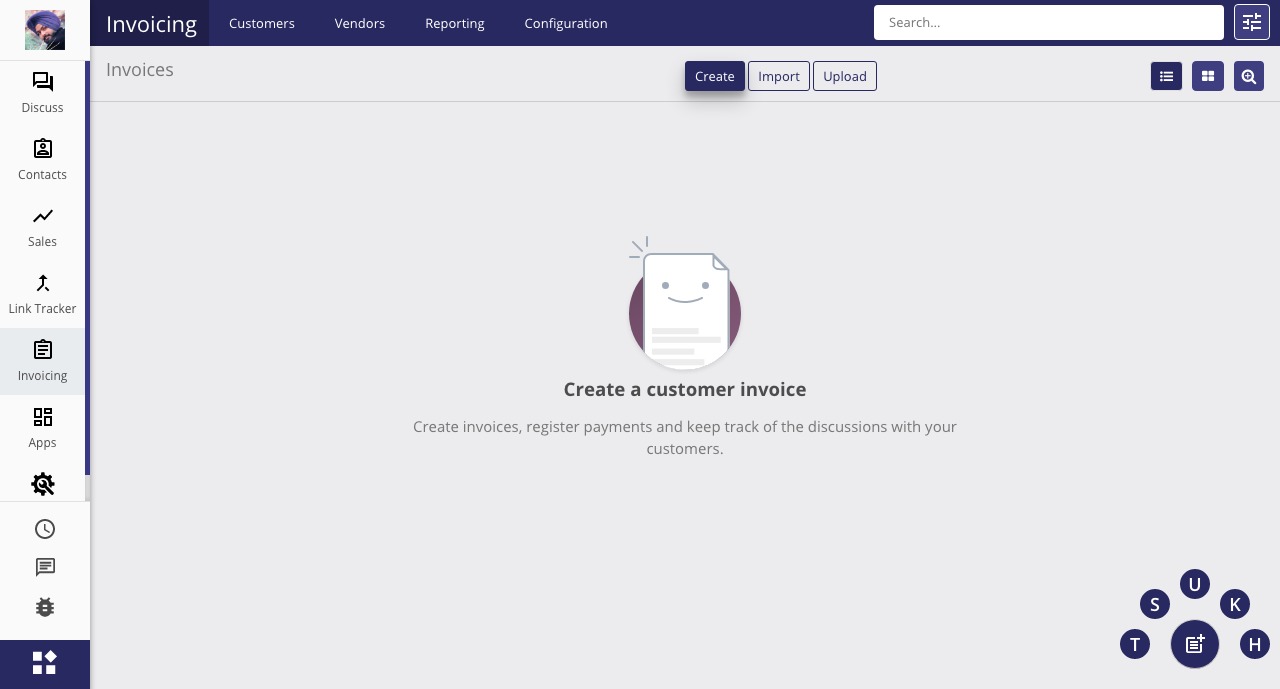 Invoicing
Customers
Vendors
Reporting
Configuration
Search...
Invoices
Create
Import
Upload
Discuss
Contacts
Sales
Link Tracker
Invoicing
Apps
Create a customer invoice
Create invoices, register payments and keep track of the discussions with your
customers.
U
S
K
T
H